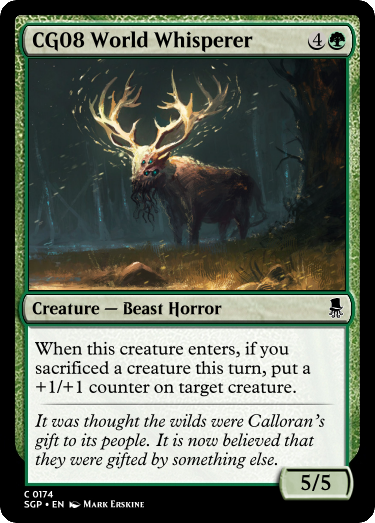 CG08 World Whisperer 4
Creature — Beast Horror
When this creature enters, if you
sacrificed a creature this turn, put a
+1/+1 counter on target creature.
It was thought the wilds were Calloran's
gift to its people. It is now believed that
they were gifted by something else.
5/5
C 0174
SGP • EN Mark Erskine